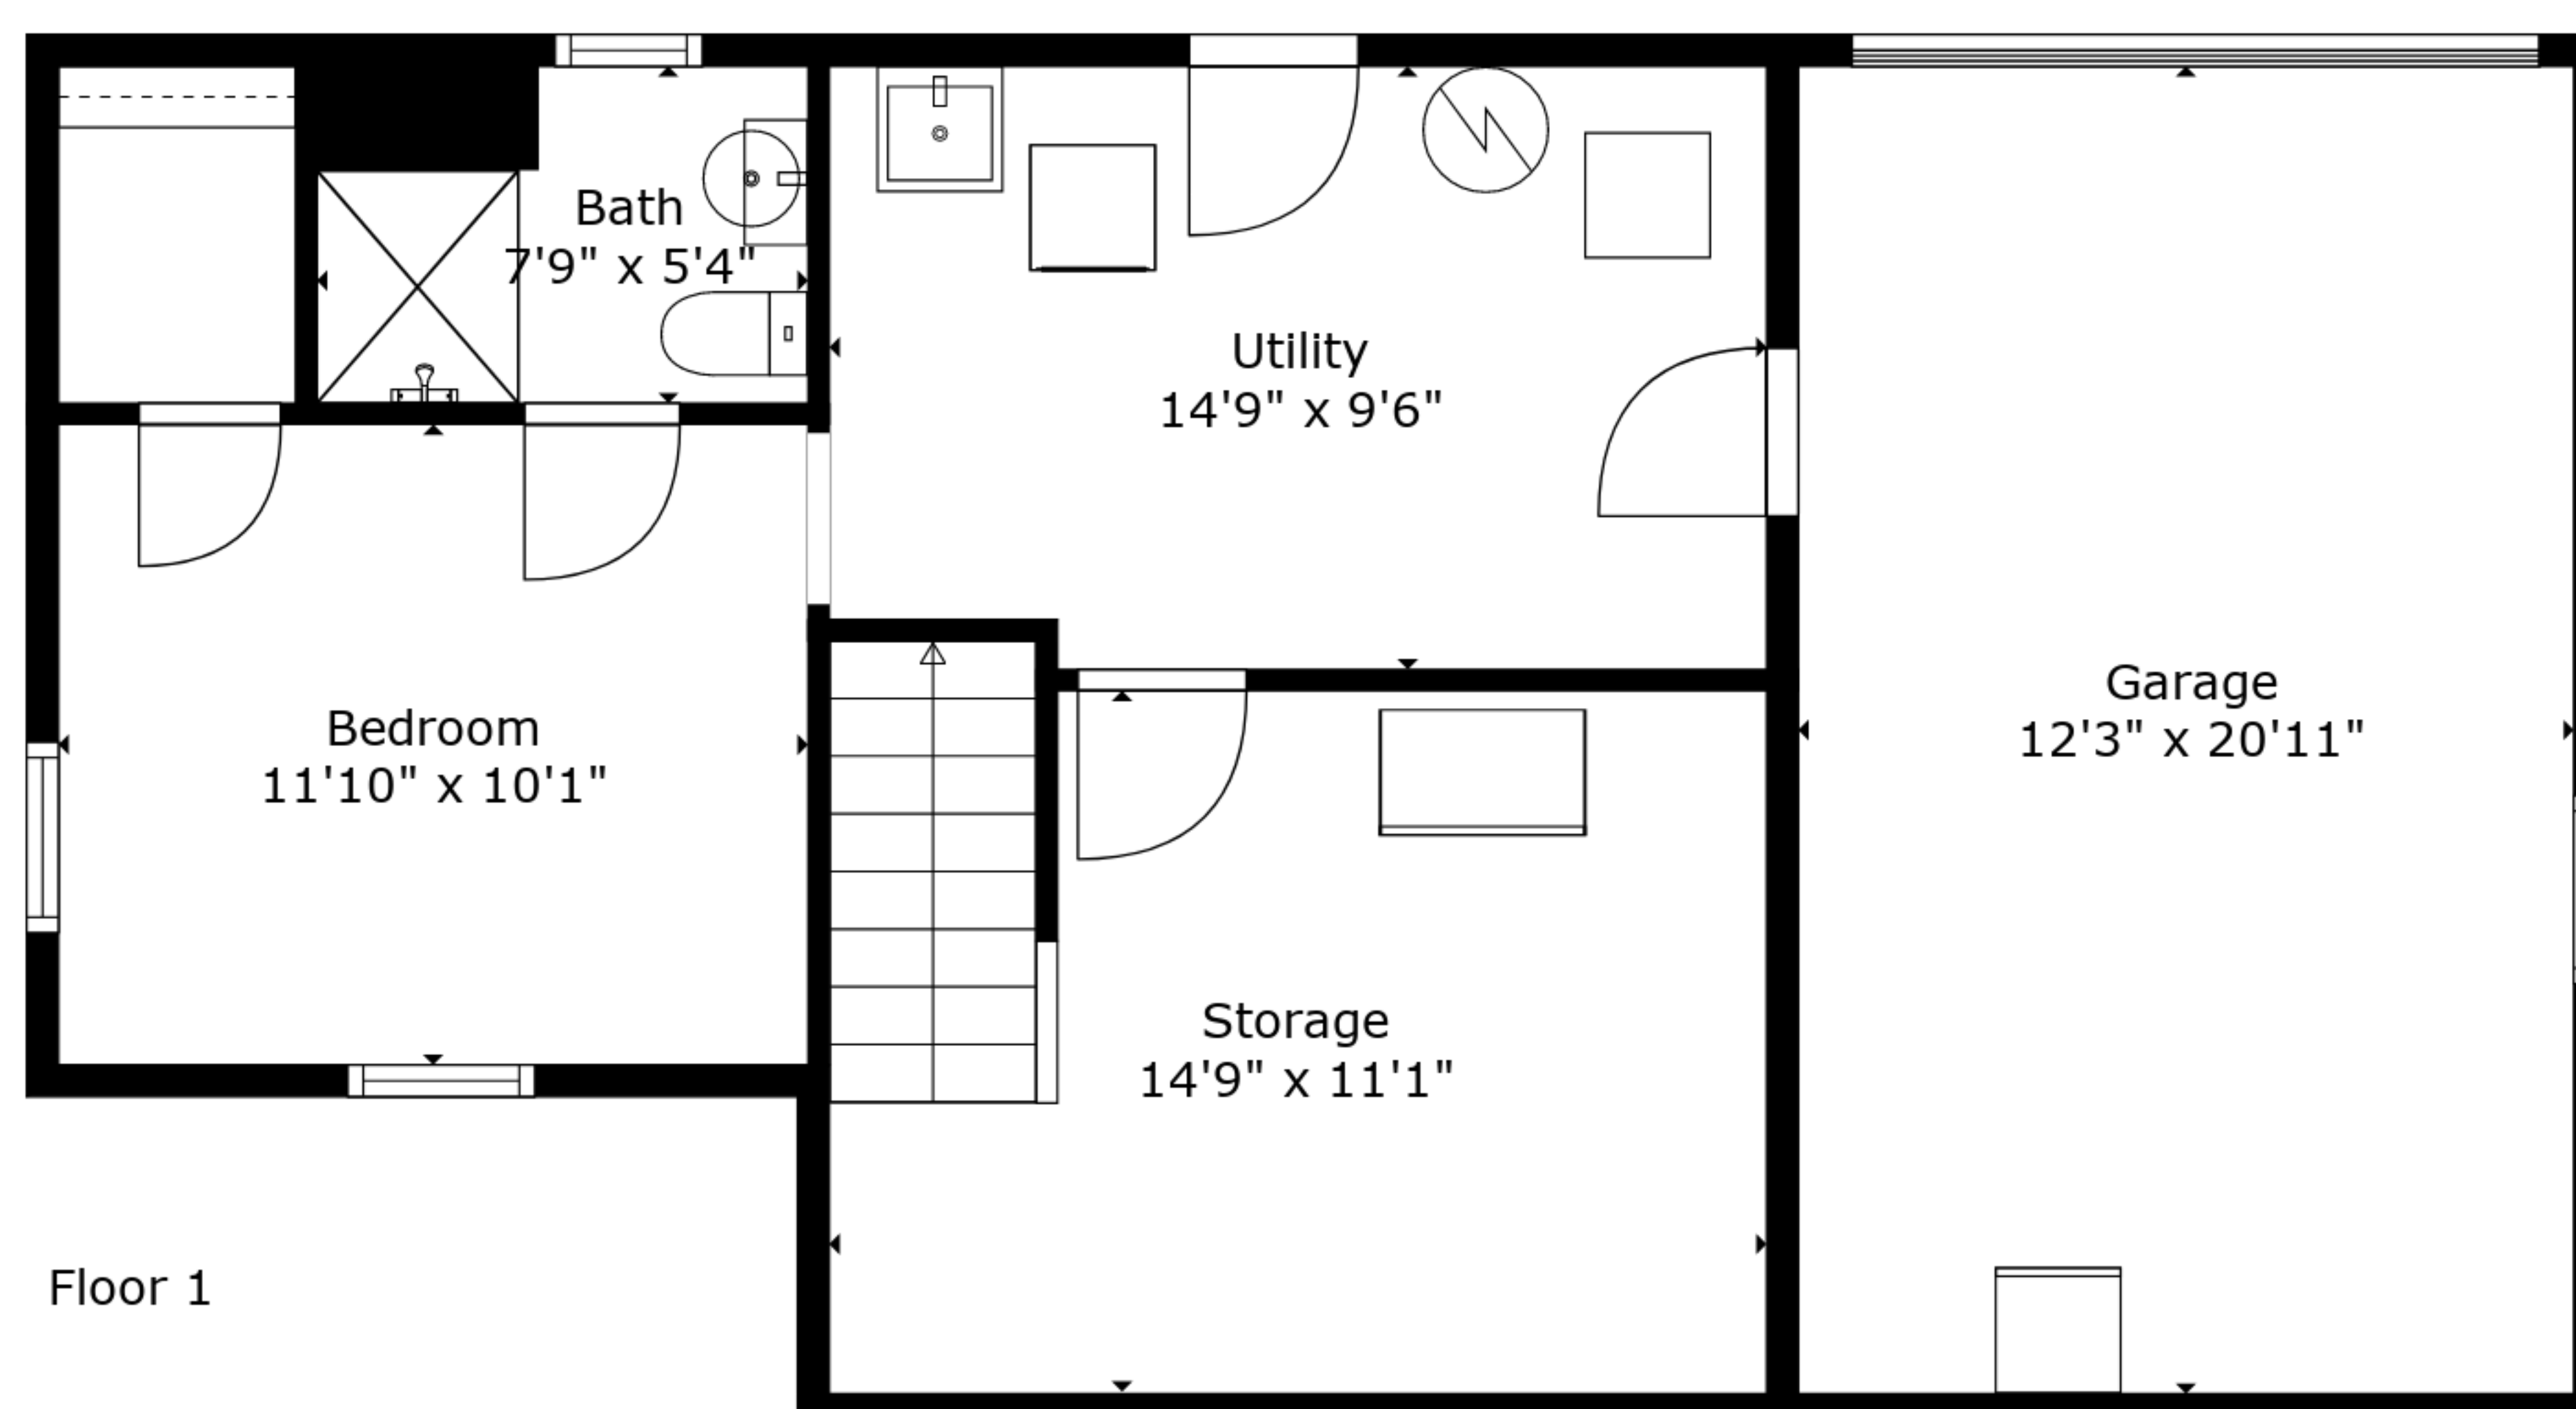 Bath
7'9" x 5'4"
Utility
14'9" x 9'6"
Bedroom
11'10" x 10'1"
Garage
12'3" x 20'11"
Storage
14'9" x 11'1"
Floor 1